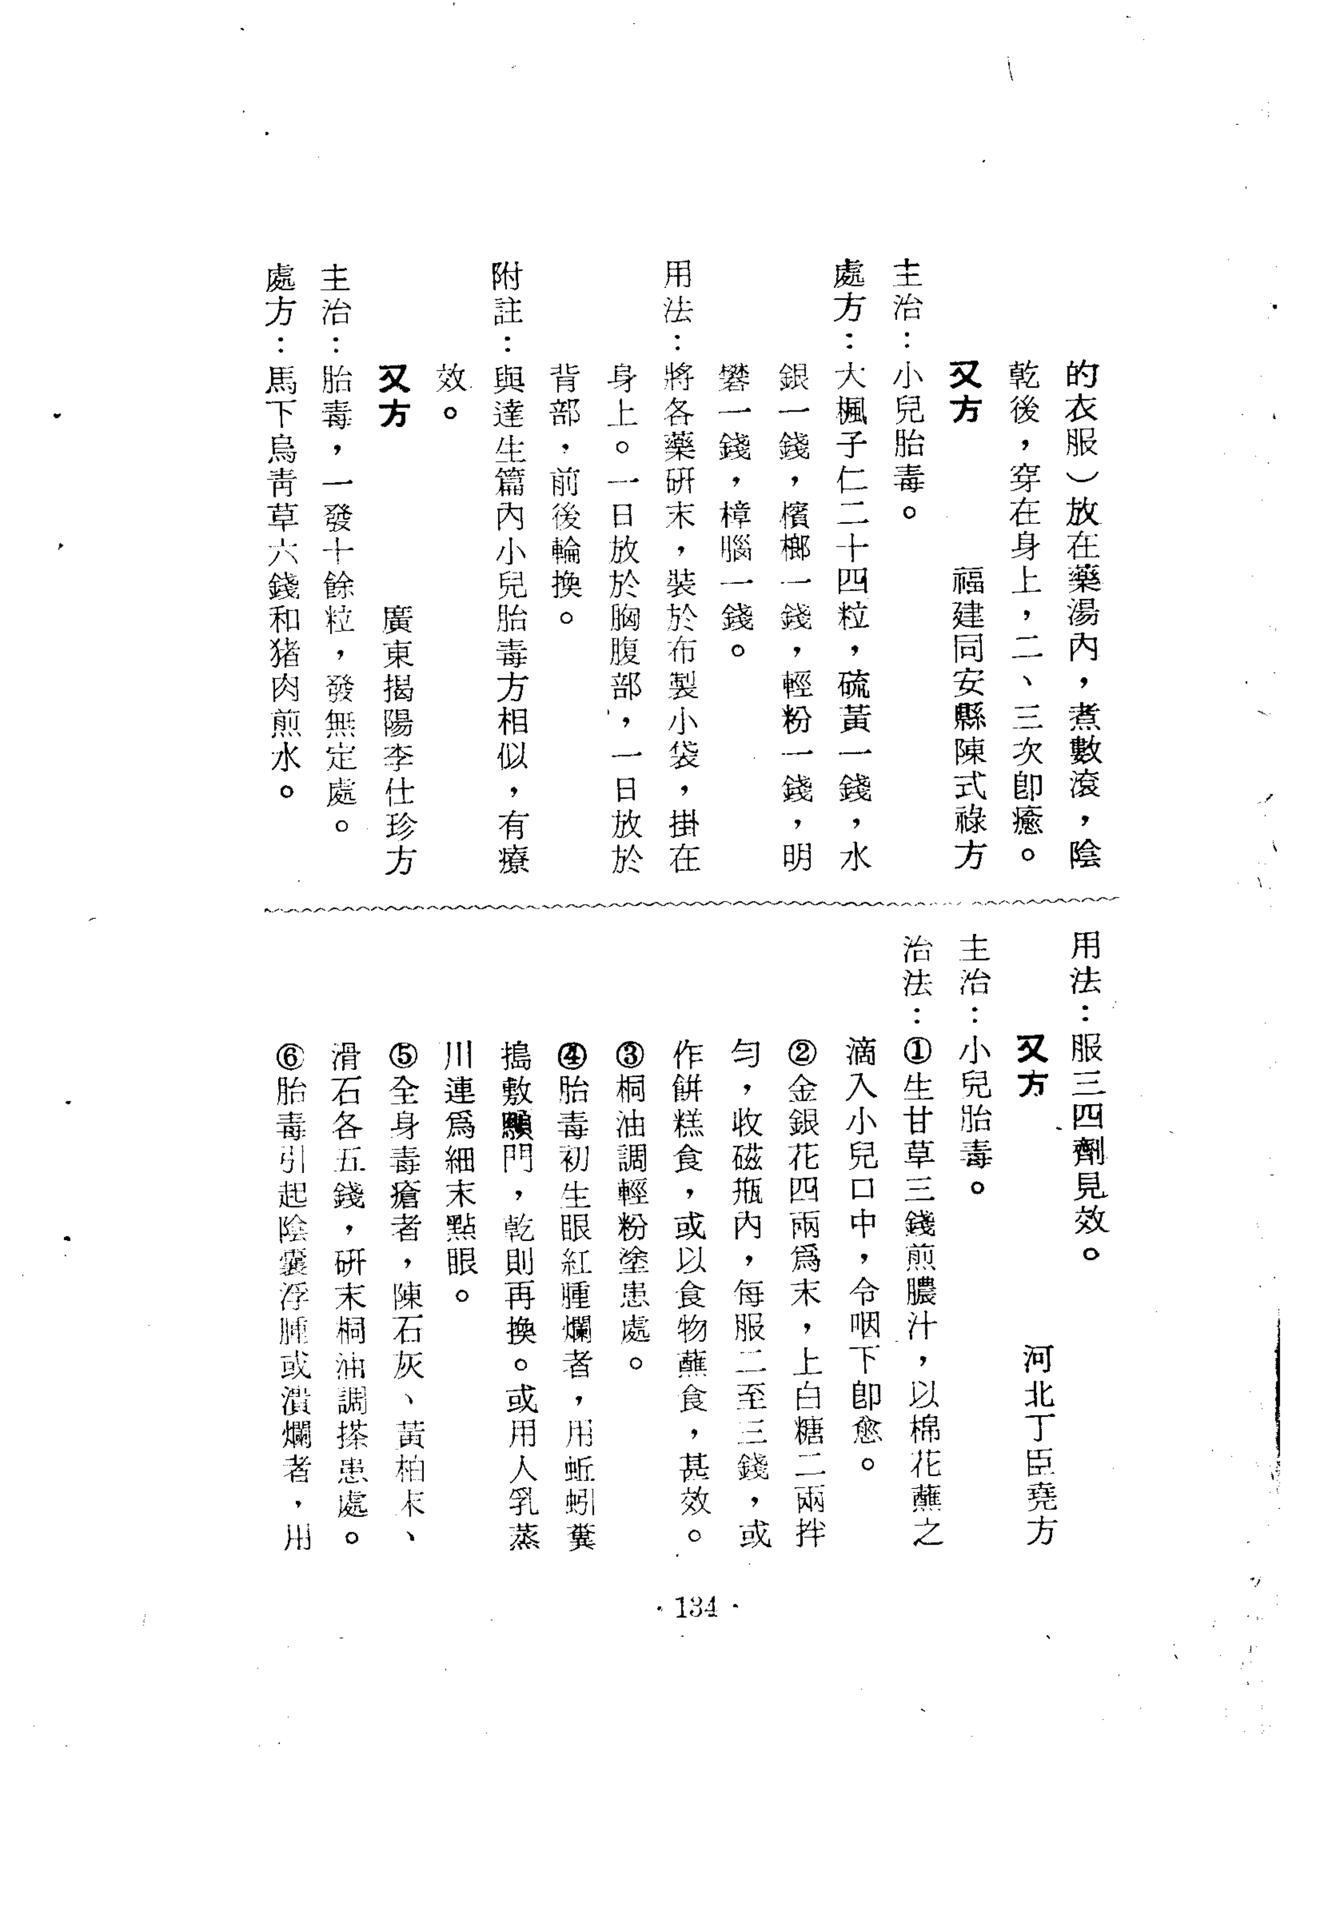 的衣服）放在藥湯內，煮數滾，陰
乾後，穿在身上，二、三次卽癒。
又方　福建同安縣陳式祿方
主治：小兒胎毒。
處方：大楓子仁二十四粒，硫黃一錢，水
銀一錢，檳榔一錢，輕粉一錢，明
礬一錢，樟腦一錢。
用法：將各藥研末，裝於布製小袋，掛在
身上。一日放於胸腹部，一日放於
背部，前後輪換。
附註：與達生篇內小兒胎毒方相似，有療
效。
又方　廣東揭陽李仕珍方
主治：胎毒，一發十餘粒，發無定處。
處方：馬下烏靑草六錢和猪肉煎水。
用法：服三四劑見效。
又方　河北丁臣堯方
主治：小兒胎毒。
治法：①生甘草三錢煎膿汁，以棉花蘸之
滴入小兒口中，令咽下卽愈。
②金銀花四兩爲末，上白糖二兩拌
勻，收磁瓶內，每服二至三錢，或
作餠糕食，或以食物蘸食，甚效。
③桐油調輕粉塗患處。
④胎毒初生眼紅腫爛者，用蚯蚓糞
搗敷顖門，乾則再換。或用人乳蒸
川連爲細末點眼。
⑤全身毒瘡者，陳石灰、黃柏末、
滑石各五錢，研末桐油調搽患處。
⑥胎毒引起陰囊浮腫或潰爛者，用
· 134 ·